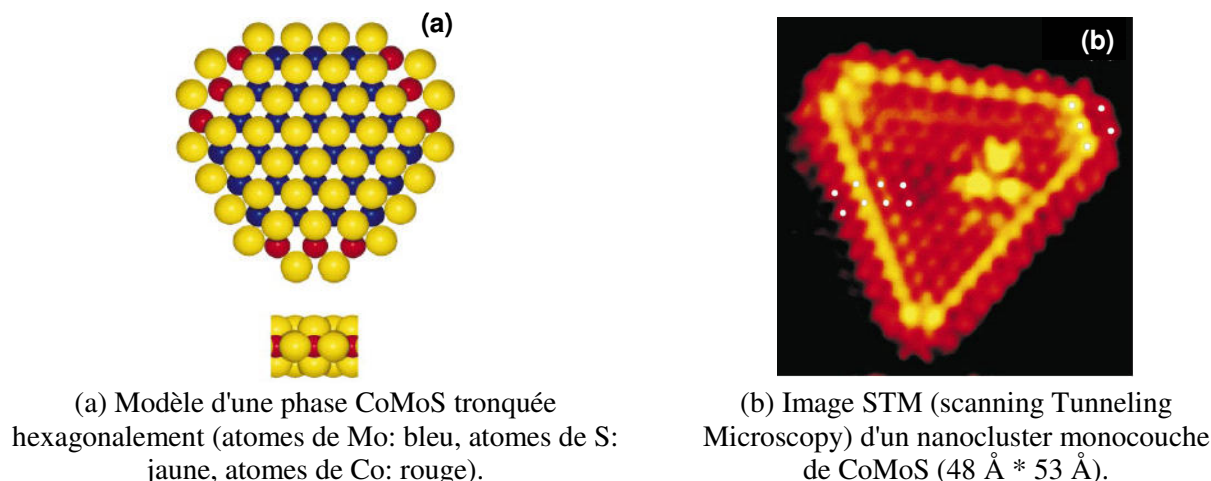 (a)
(b)
(a) Modèle d'une phase CoMoS tronquée
hexagonalement (atomes de Mo: bleu, atomes de S:
jaune, atomes de Co: rouge).
(b) Image STM (scanning Tunneling
Microscopy) d'un nanocluster monocouche
de CoMoS (48 Å * 53 Å).